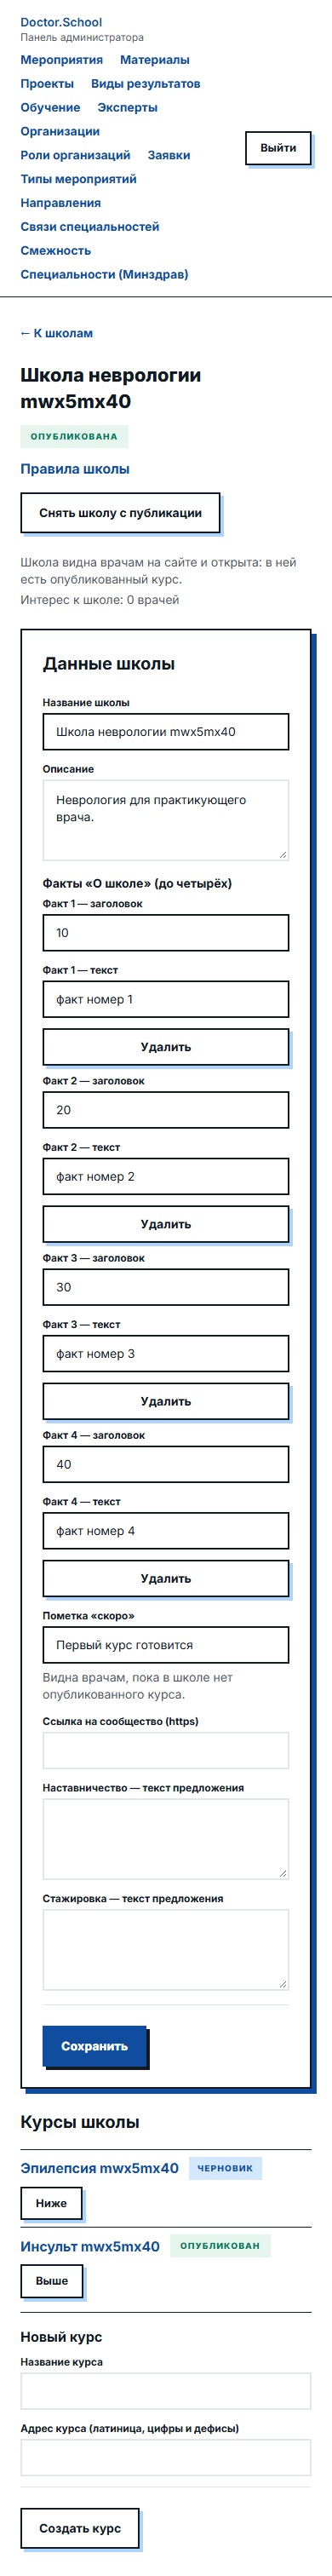 Doctor.School
Панель администратора
Мероприятия Материалы
Проекты Виды результатов
Обучение Эксперты
Организации
Роли организаций Заявки
Типы мероприятий
Направления
Связи специальностей
Смежность
Специальности (Минздрав)
Выйти
← К школам
Школа неврологии
mwx5mx40
ОПУБЛИКОВАНА
Правила школы
Снять школу с публикации
Школа видна врачам на сайте и открыта: в ней
есть опубликованный курс.
Интерес к школе: 0 врачей
Данные школы
Название школы
Школа неврологии mwx5mx40
Описание
Неврология для практикующего
врача.
Факты «О школе» (до четырёх)
Факт 1 — заголовок
10
Факт 1 — текст
факт номер 1
Удалить
Факт 2 — заголовок
20
Факт 2 — текст
факт номер 2
Удалить
Факт 3 — заголовок
30
Факт 3 — текст
факт номер 3
Удалить
Факт 4 — заголовок
40
Факт 4 — текст
факт номер 4
Удалить
Пометка «скоро»
Первый курс готовится
Видна врачам, пока в школе нет
опубликованного курса.
Ссылка на сообщество (https)
Наставничество — текст предложения
Стажировка — текст предложения
Сохранить
Курсы школы
Эпилепсия mwx5mx40 ЧЕРНОВИК
Ниже
Инсульт mwx5mx40 ОПУБЛИКОВАН
Выше
Новый курс
Название курса
Адрес курса (латиница, цифры и дефисы)
Создать курс